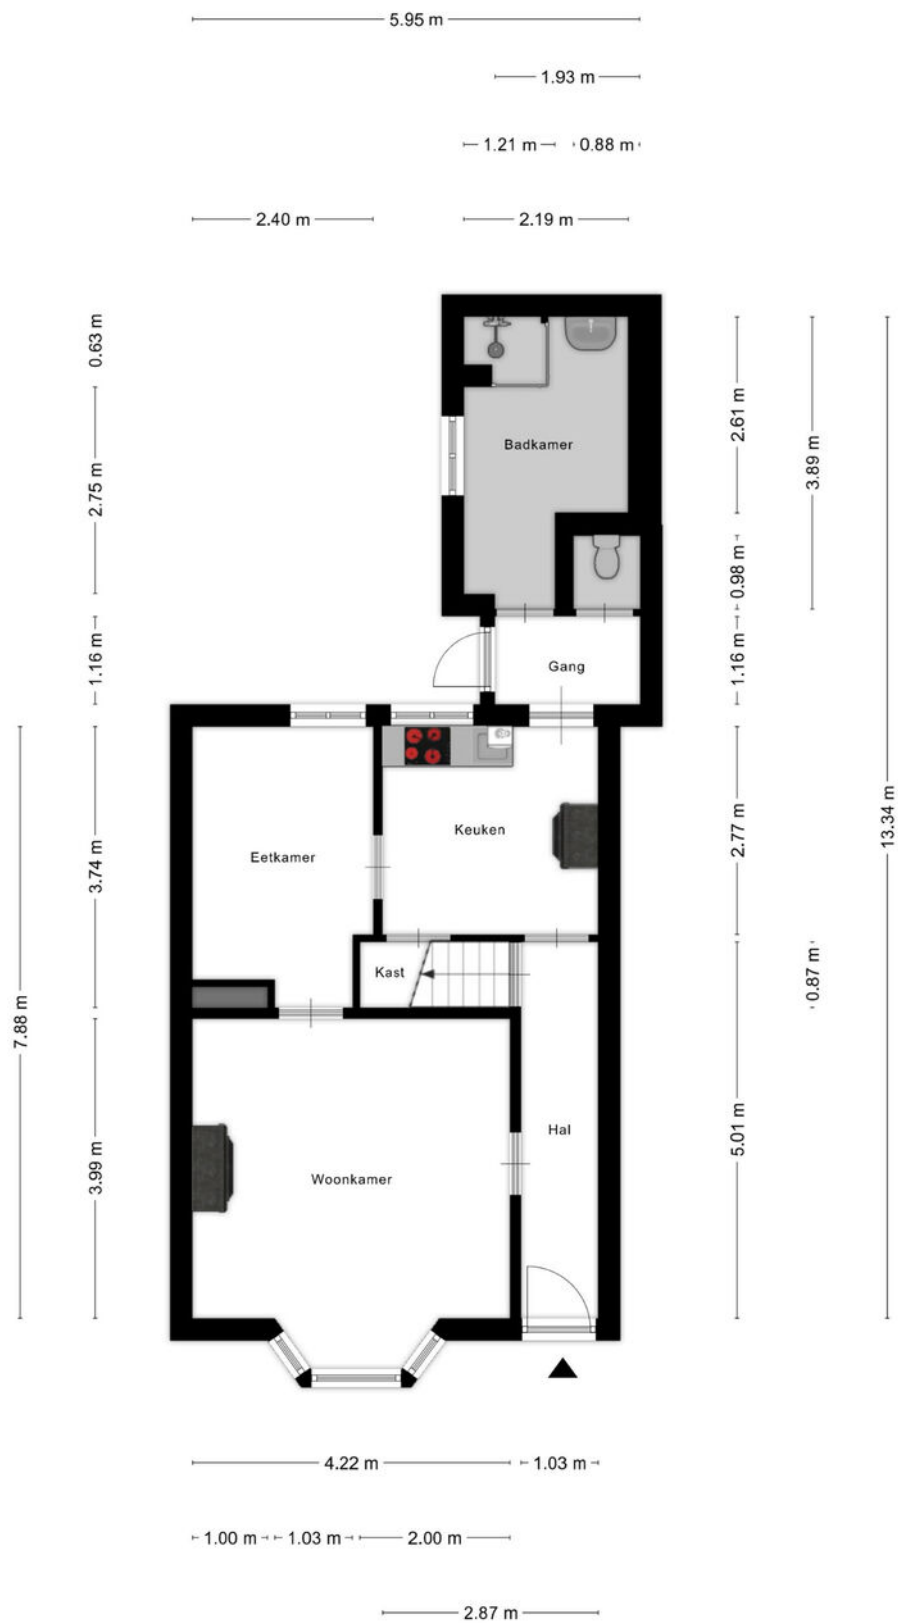 5.95 m
1.93 m
1.21 m
0.88 m
2.40 m
2.19 m
0.63 m
2.75 m
1.16 m
3.74 m
3.99 m
7.88 m
Badkamer
Gang
Keuken
Eetkamer
Kast
Hal
Woonkamer
2.61 m
0.98 m
1.16 m
2.77 m
5.01 m
3.89 m
0.87 m
13.34 m
4.22 m
1.03 m
1.00 m
1.03 m
2.00 m
2.87 m